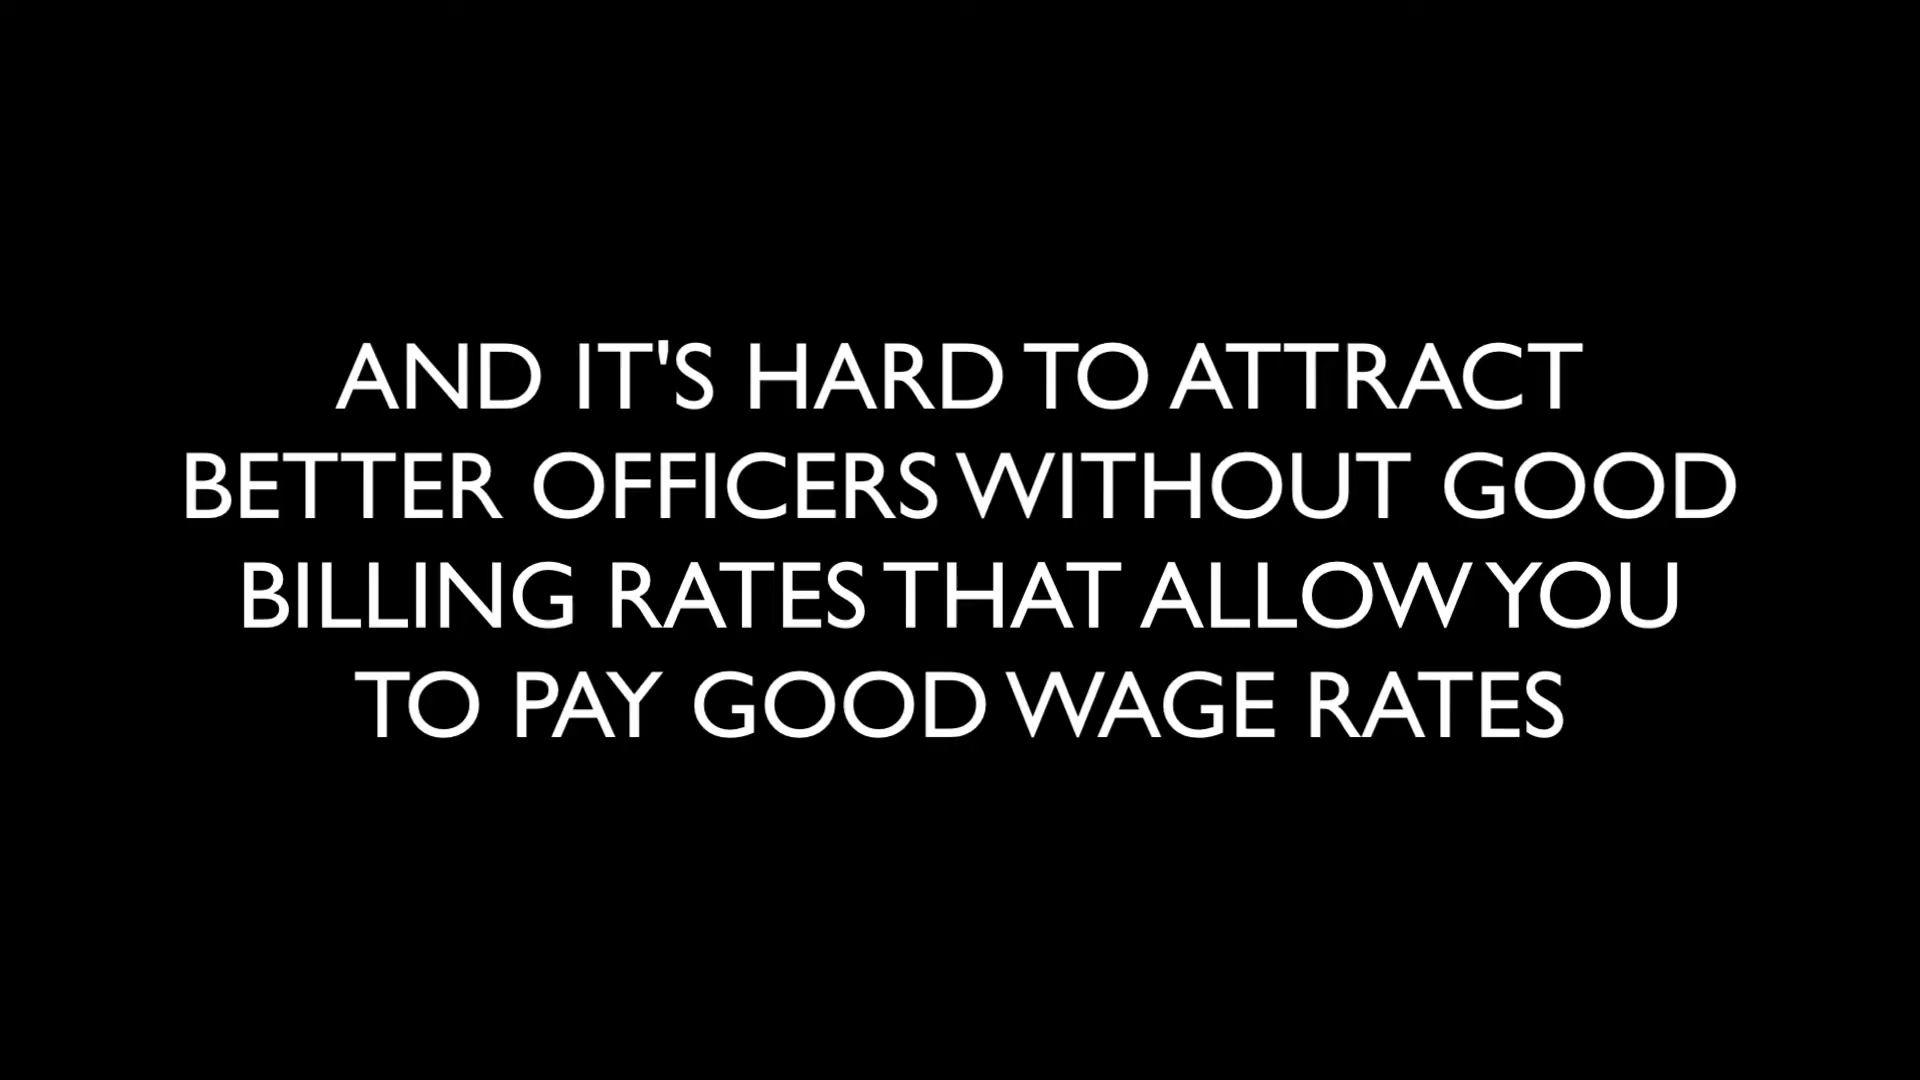 AND IT'S HARD TO ATTRACT
BETTER OFFICERS WITHOUT GOOD
BILLING RATES THAT ALLOW YOU
TO PAY GOOD WAGE RATES